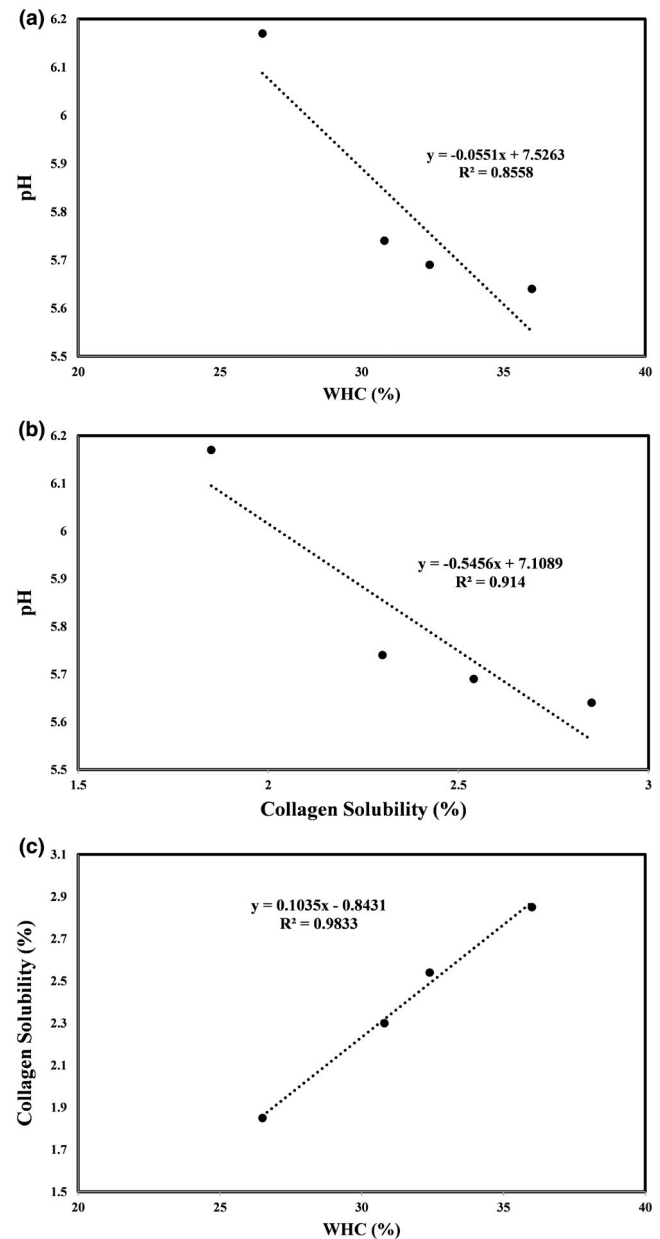 (a)
6.2
6.1
6
5.9
5.8
5.7
5.6
5.5
pH
y = -0.0551x + 7.5263
R² = 0.8558
20 25 30 35 40
WHC (%)
(b)
6.2
6.1
6
5.9
5.8
5.7
5.6
5.5
pH
y = -0.5456x + 7.1089
R² = 0.914
1.5 2 2.5 3
Collagen Solubility (%)
(c)
3.1
2.9
2.7
2.5
2.3
2.1
1.9
1.7
1.5
Collagen Solubility (%)
y = 0.1035x - 0.8431
R² = 0.9833
20 25 30 35 40
WHC (%)